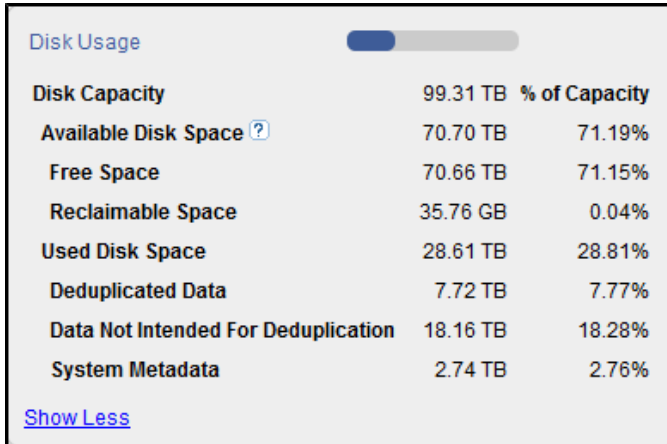 Disk Usage
Disk Capacity 99.31 TB % of Capacity
Available Disk Space ? 70.70 TB 71.19%
Free Space 70.66 TB 71.15%
Reclaimable Space 35.76 GB 0.04%
Used Disk Space 28.61 TB 28.81%
Deduplicated Data 7.72 TB 7.77%
Data Not Intended For Deduplication 18.16 TB 18.28%
System Metadata 2.74 TB 2.76%
Show Less